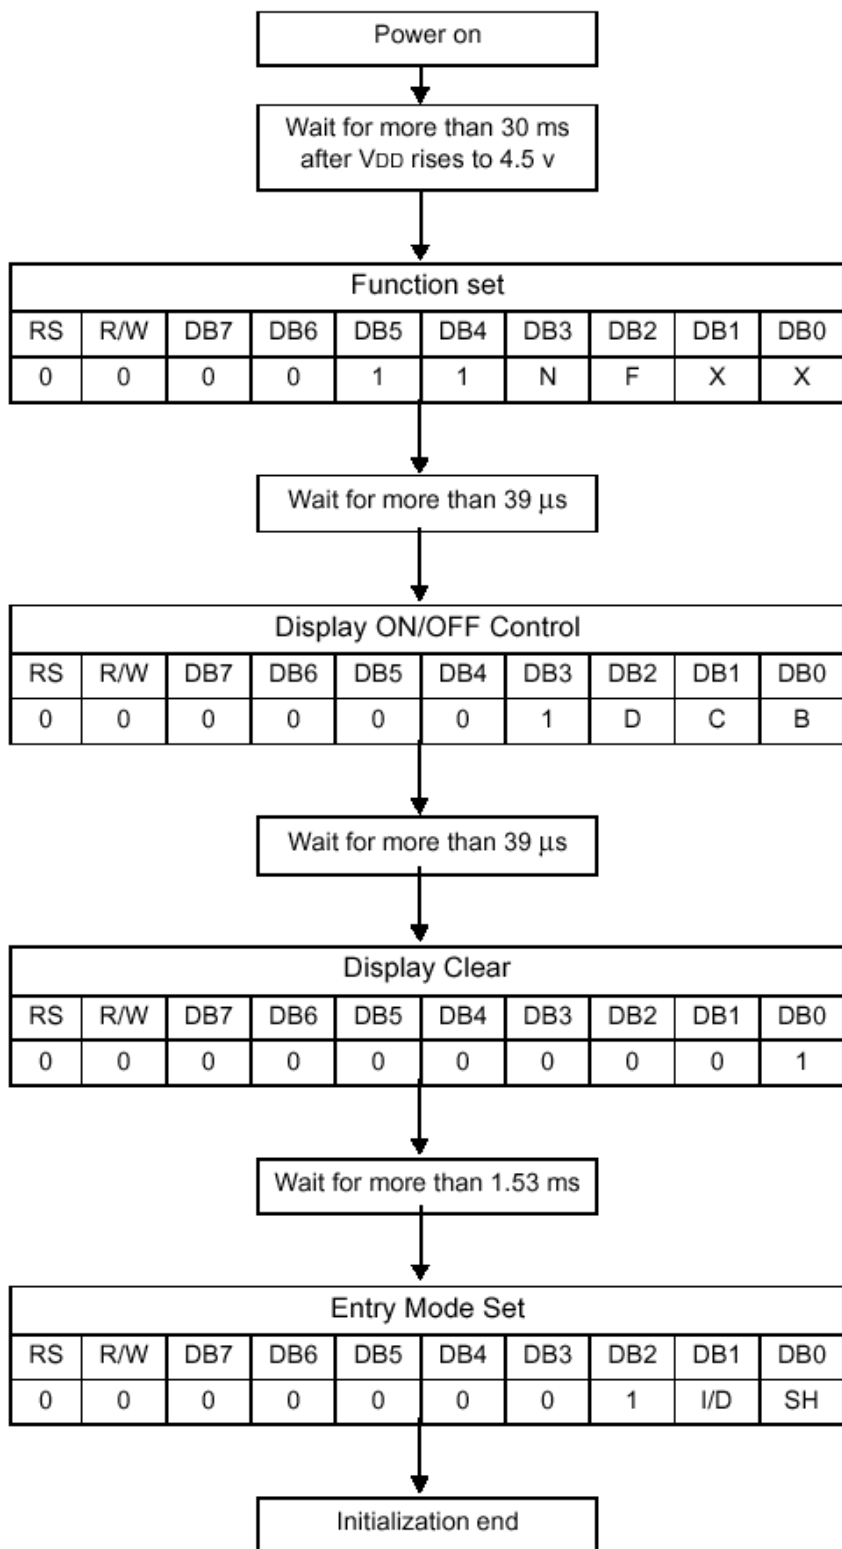 Power on
Wait for more than 30 ms
after VDD rises to 4.5 v
Function set
RS R/W DB7 DB6 DB5 DB4 DB3 DB2 DB1 DB0
0 0 0 0 1 1 N F X X
Wait for more than 39 μs
Display ON/OFF Control
RS R/W DB7 DB6 DB5 DB4 DB3 DB2 DB1 DB0
0 0 0 0 0 0 1 D C B
Wait for more than 39 μs
Display Clear
RS R/W DB7 DB6 DB5 DB4 DB3 DB2 DB1 DB0
0 0 0 0 0 0 0 0 0 1
Wait for more than 1.53 ms
Entry Mode Set
RS R/W DB7 DB6 DB5 DB4 DB3 DB2 DB1 DB0
0 0 0 0 0 0 0 1 I/D SH
Initialization end